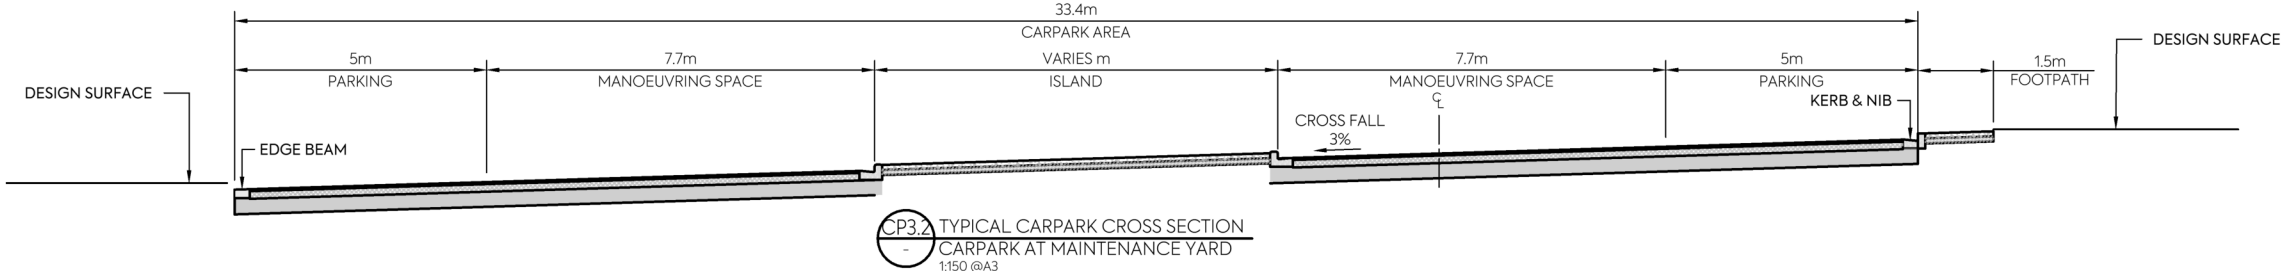 33.4m
CARPARK AREA
5m
PARKING
7.7m
MANOEUVRING SPACE
VARIES m
ISLAND
7.7m
MANOEUVRING SPACE
5m
PARKING
1.5m
FOOTPATH
DESIGN SURFACE
DESIGN SURFACE
EDGE BEAM
CROSS FALL
3%
CL
KERB & NIB
CP3.2
-
TYPICAL CARPARK CROSS SECTION
CARPARK AT MAINTENANCE YARD
1:150 @A3